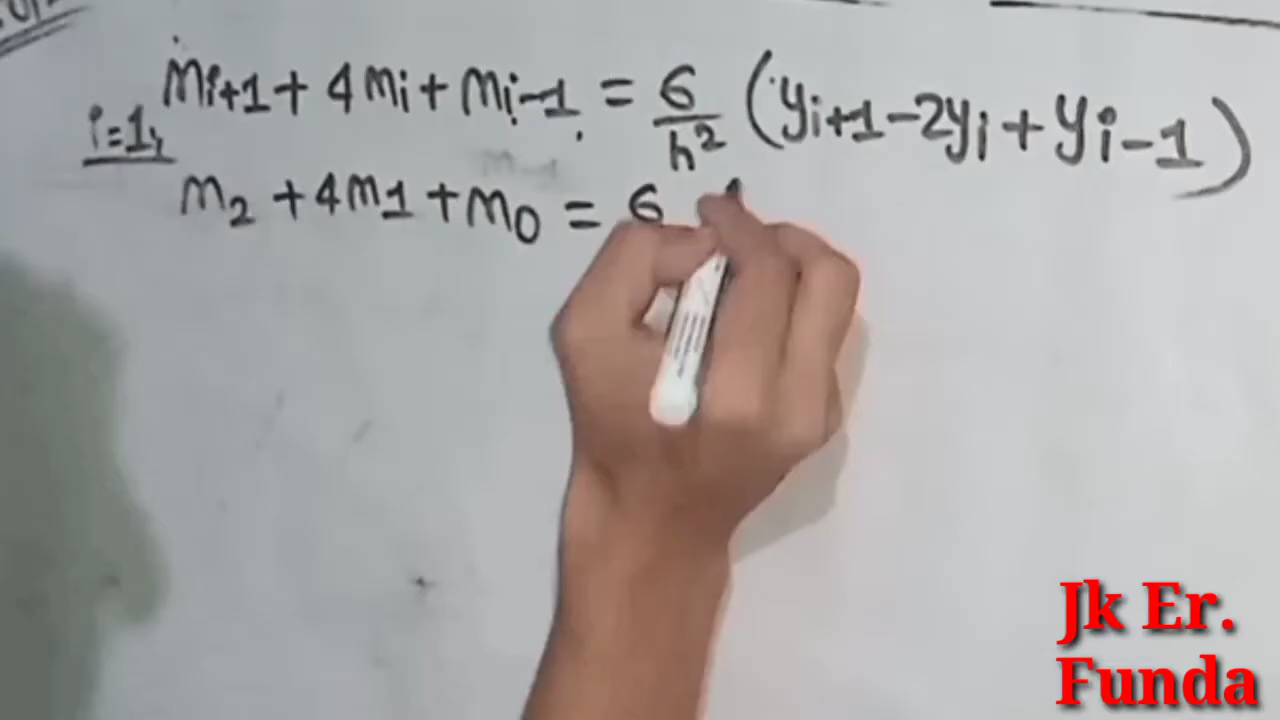 mi+1 + 4mi + mi-1 = 6/h² (yi+1 - 2yi + yi-1)
i=1,
m2 + 4m1 + m0 = 6
Jk Er.
Funda